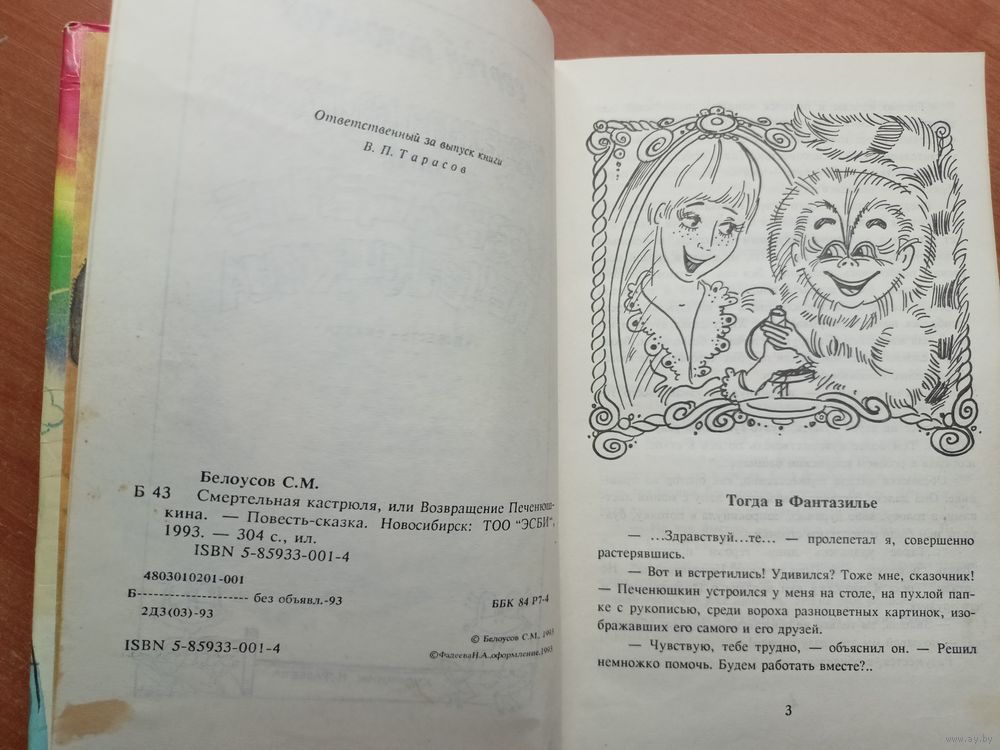 Ответственный за выпуск книги
В. П. Тарасов
Белоусов С.М.
Б 43 Смертельная кастрюля, или Возвращение Печенюш-
кина. — Повесть-сказка. Новосибирск: ТОО "ЭСБИ",
1993. — 304 с., ил.
ISBN 5-85933-001-4
4803010201-001
Б без объявл.-93
2Д3(03)-93
ББК 84 Р7-4
ISBN 5-85933-001-4
© Белоусов С.М., 1993
©ФадееваН.А.,оформление,1993
Тогда в Фантазилье
— ...Здравствуй...те... — пролепетал я, совершенно
растерявшись.
— Вот и встретились! Удивился? Тоже мне, сказочник!
— Печенюшкин устроился у меня на столе, на пухлой пап-
ке с рукописью, среди вороха разноцветных картинок, изо-
бражавших его самого и его друзей.
— Чувствую, тебе трудно, — объяснил он. — Решил
немножко помочь. Будем работать вместе?..
3
www.ay.by